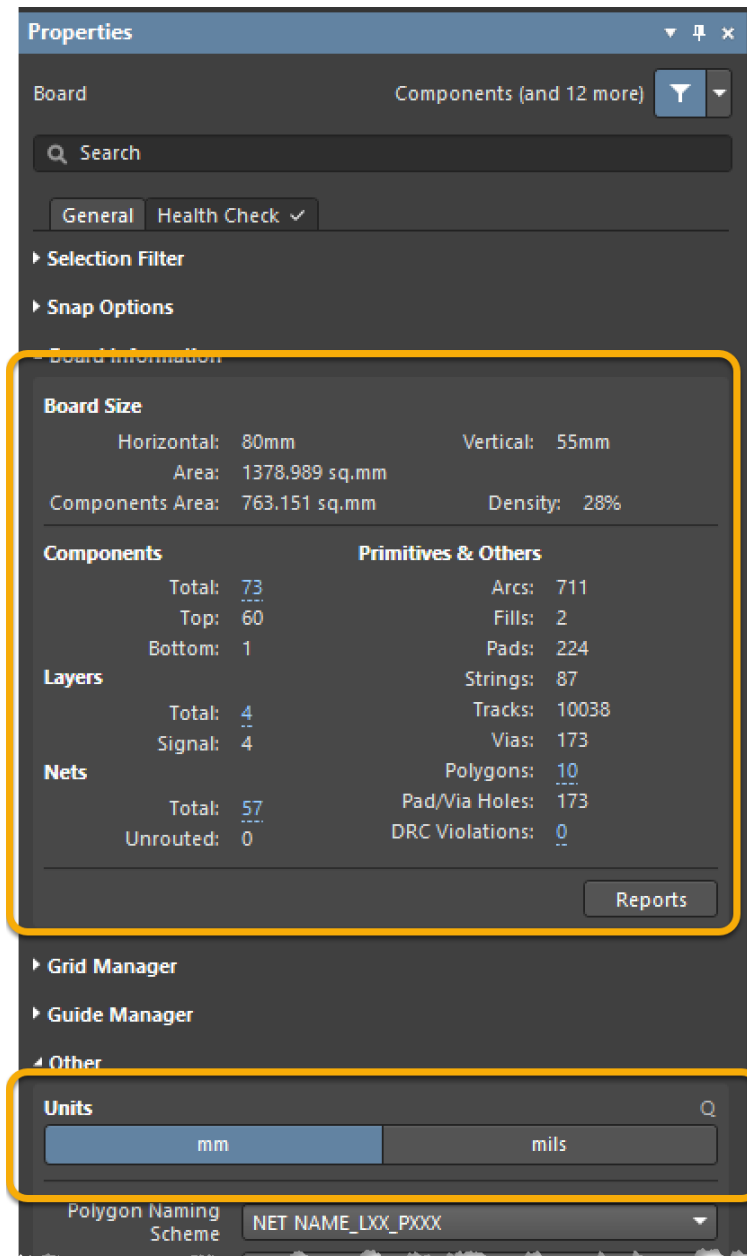 Properties
Board Components (and 12 more)
Search
General Health Check
Selection Filter
Snap Options
Board Information
Board Size
Horizontal: 80mm Vertical: 55mm
Area: 1378.989 sq.mm
Components Area: 763.151 sq.mm Density: 28%
Components Primitives & Others
Total: 73 Arcs: 711
Top: 60 Fills: 2
Bottom: 1 Pads: 224
Layers Strings: 87
Total: 4 Tracks: 10038
Signal: 4 Vias: 173
Nets Polygons: 10
Total: 57 Pad/Via Holes: 173
Unrouted: 0 DRC Violations: 0
Reports
Grid Manager
Guide Manager
Other
Units Q
mm mils
Polygon Naming
Scheme NET NAME_LXX_PXXX